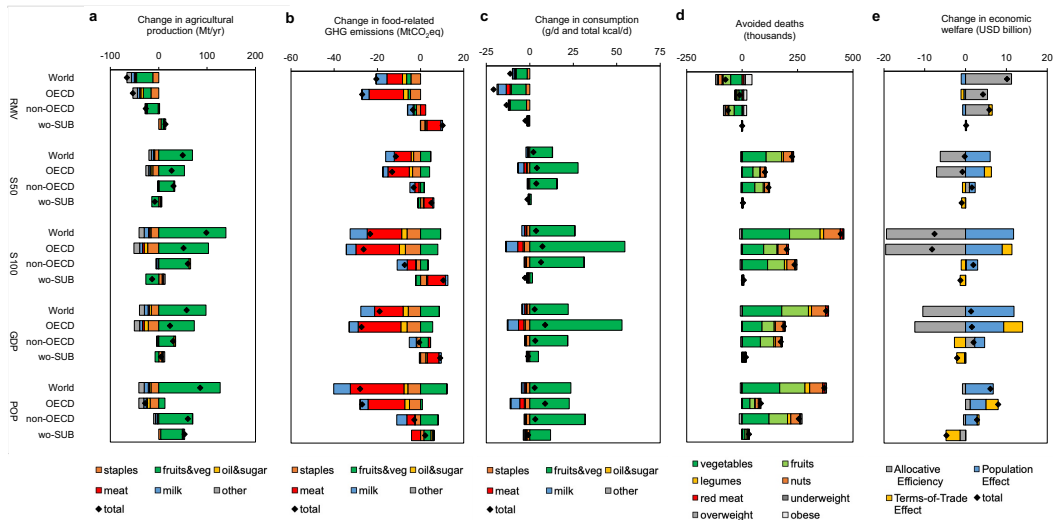 a
Change in agricultural
production (Mt/yr)
-100 0 100 200
b
Change in food-related
GHG emissions (MtCO2eq)
-60 -40 -20 0 20 40 60
c
Change in consumption
(g/d and total kcal/d)
-25 0 25 50 75
d
Avoided deaths
(thousands)
-250 0 250 500
e
Change in economic
welfare (USD billion)
-20 -10 0 10 20
RMV
World
OECD
non-OECD
wo-SUB
S50
World
OECD
non-OECD
wo-SUB
S100
World
OECD
non-OECD
wo-SUB
GDP
World
OECD
non-OECD
wo-SUB
POP
World
OECD
non-OECD
wo-SUB
staples fruits&veg oil&sugar
meat milk other
total
staples fruits&veg oil&sugar
meat milk other
total
staples fruits&veg oil&sugar
meat milk other
total
vegetables fruits
legumes nuts
red meat underweight
overweight obese
Allocative Efficiency
Population Effect
Terms-of-Trade Effect
total